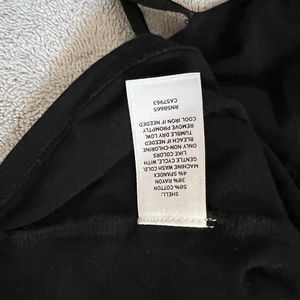 SHELL:
58% COTTON
38% RAYON
4% SPANDEX
MACHINE WASH COLD,
GENTLE CYCLE, WITH
LIKE COLORS
BLEACH IF NEEDED
NON-CHLORINE
TUMBLE DRY LOW,
REMOVE PROMPTLY
COOL IRON IF NEEDED
RN58665
CA57963